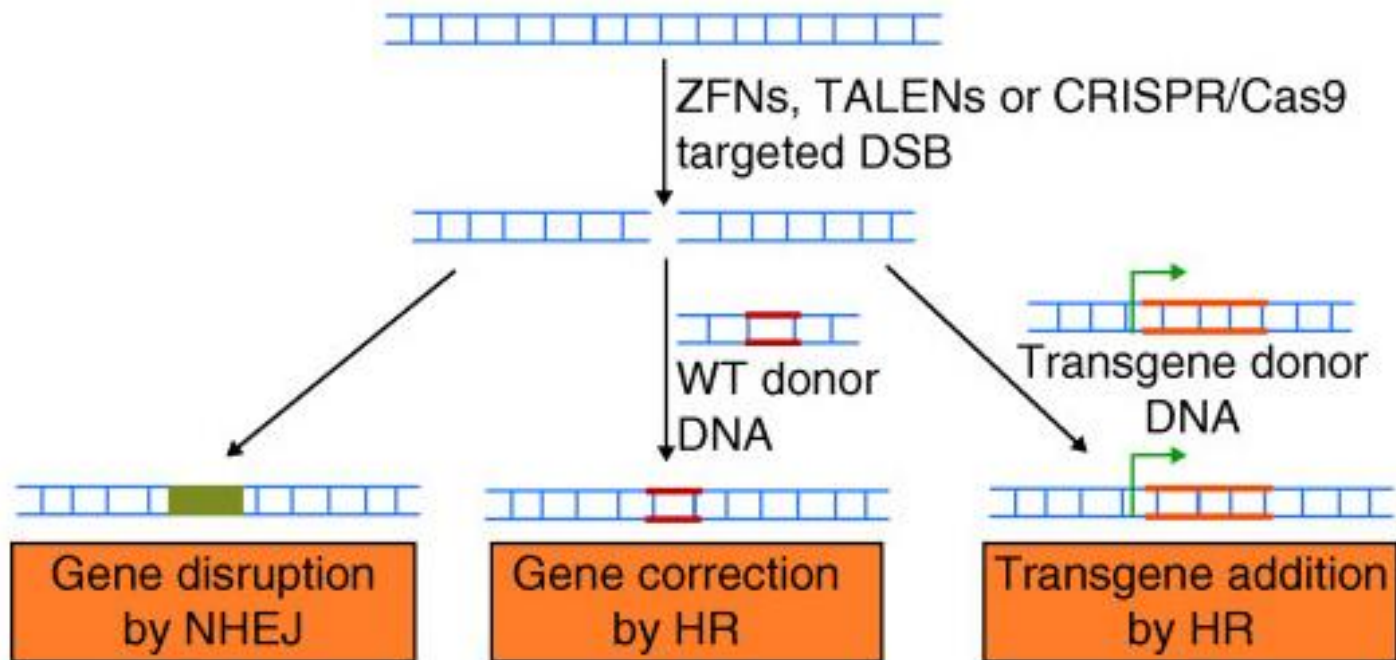 ZFNs, TALENs or CRISPR/Cas9
targeted DSB
WT donor
DNA
Transgene donor
DNA
Gene disruption
by NHEJ
Gene correction
by HR
Transgene addition
by HR